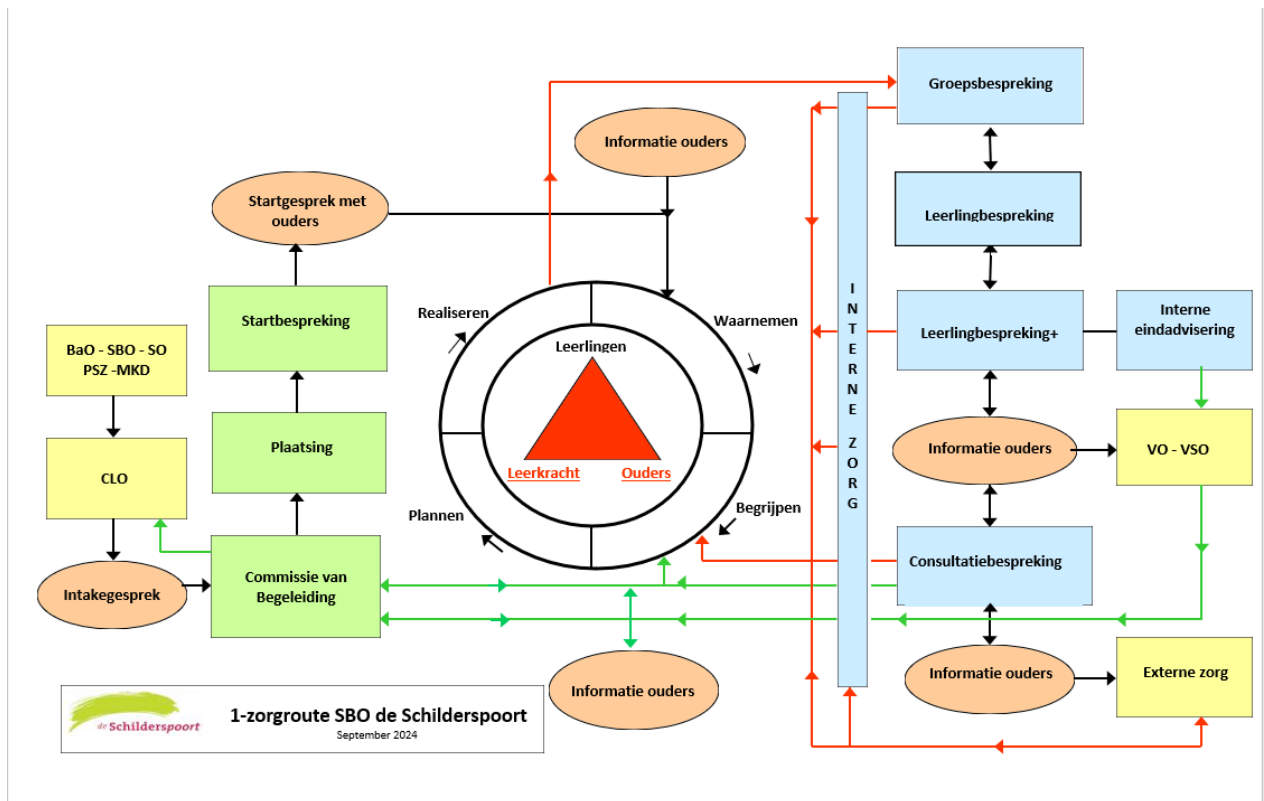 Groepsbespreking
Informatie ouders
Startgesprek met
ouders
Leerlingbespreking
Startbespreking
Realiseren
Waarnemen
Leerlingen
Leerlingbespreking+
Interne
eindadvisering
BaO - SBO - SO
PSZ -MKD
I
N
T
E
R
N
E
Z
O
R
G
Plaatsing
CLO
Leerkracht
Ouders
Informatie ouders
VO - VSO
Plannen
Begrijpen
Consultatiebespreking
Intakegesprek
Commissie van
Begeleiding
Informatie ouders
Informatie ouders
Externe zorg
de Schilderspoort
1-zorgroute SBO de Schilderspoort
September 2024